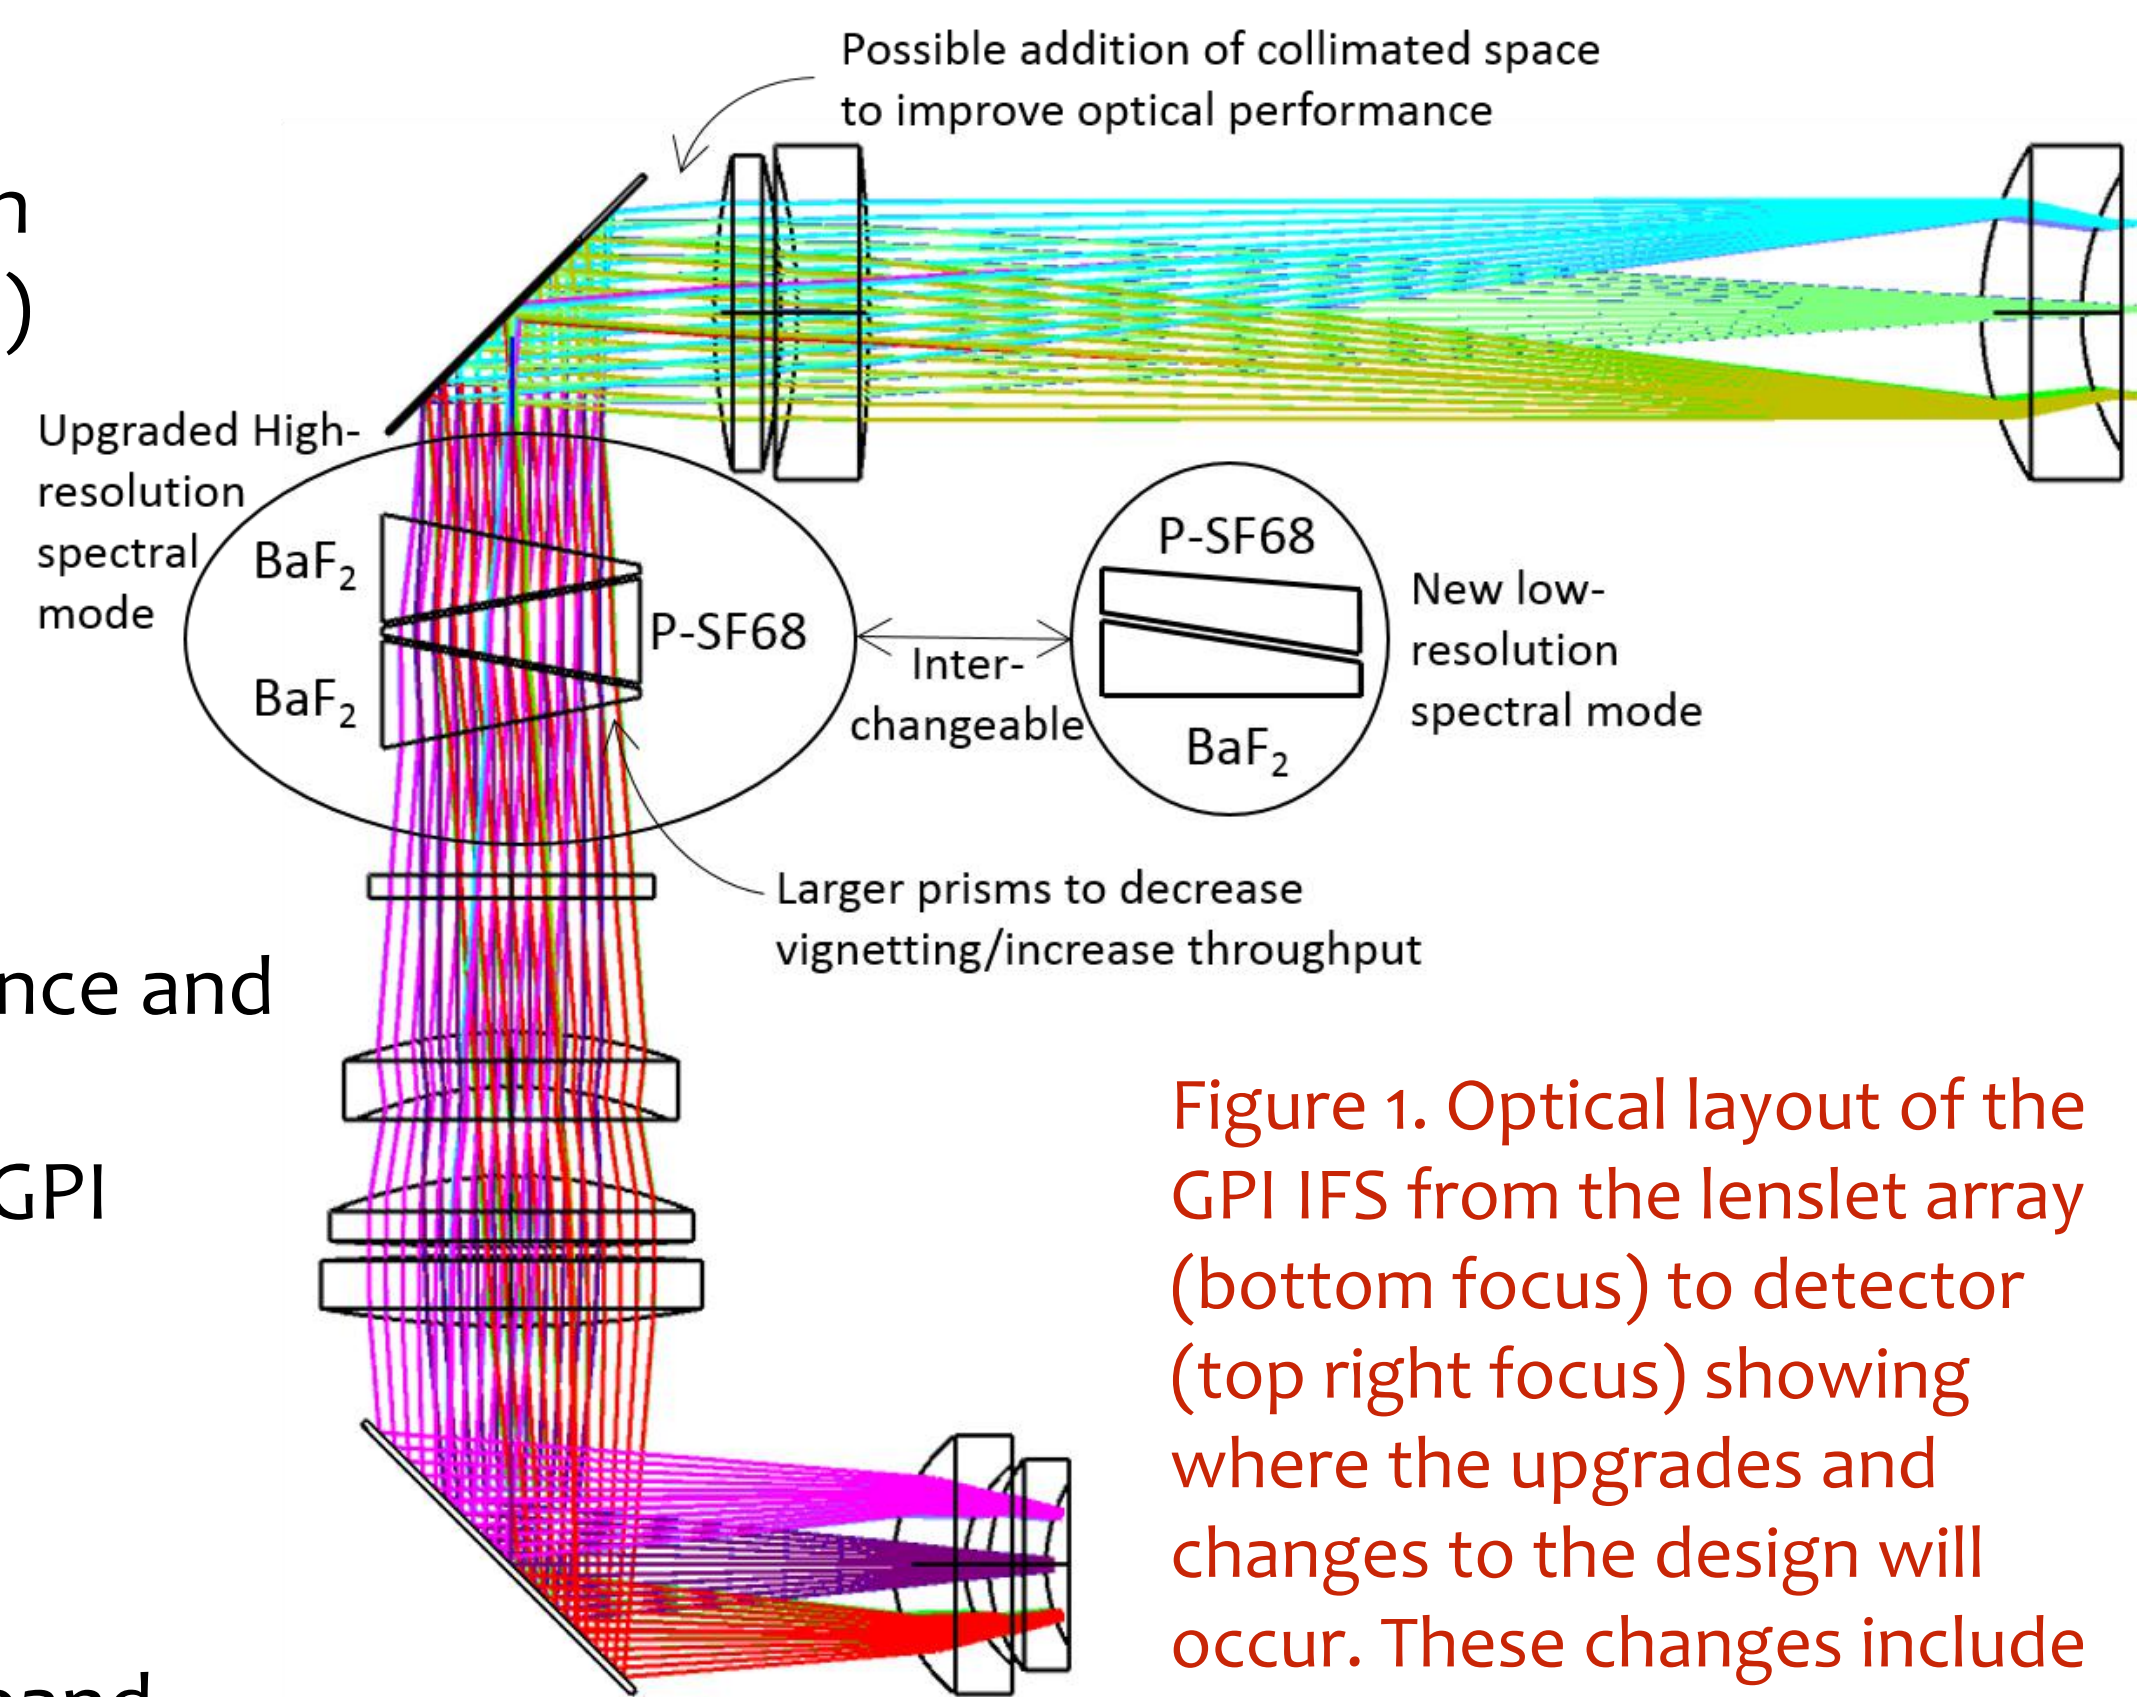 Possible addition of collimated space
to improve optical performance
n
)
Upgraded High-
resolution
spectral
mode
BaF₂
BaF₂
P-SF68
Inter-
changeable
P-SF68
BaF₂
New low-
resolution
spectral mode
Larger prisms to decrease
vignetting/increase throughput
nce and
GPI
Figure 1. Optical layout of the
GPI IFS from the lenslet array
(bottom focus) to detector
(top right focus) showing
where the upgrades and
changes to the design will
occur. These changes include